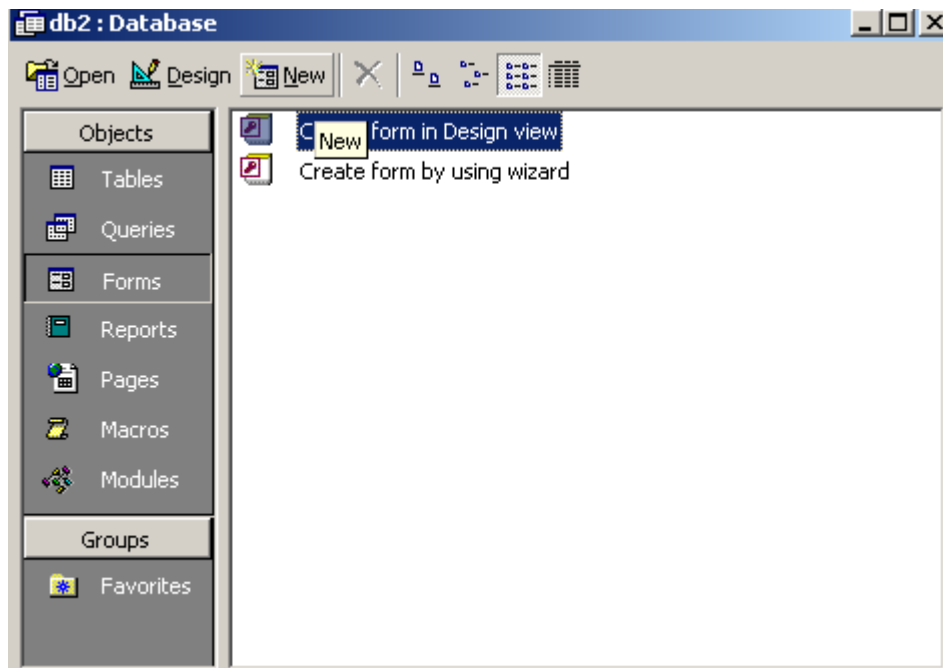 db2 : Database
Open Design New
Objects
Tables
Queries
Forms
Reports
Pages
Macros
Modules
Groups
Favorites
C form in Design view
New
Create form by using wizard